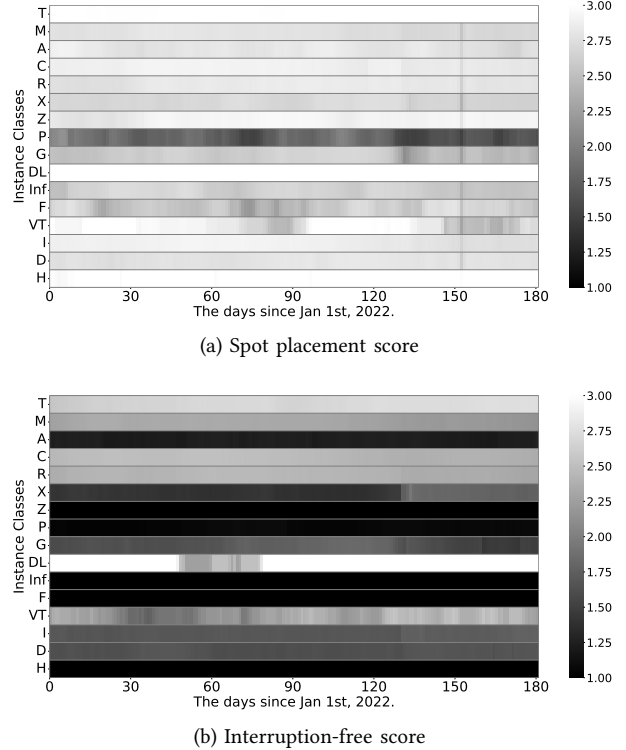 Instance Classes
T
M
A
C
R
X
Z
P
G
DL
Inf
F
VT
I
D
H
0 30 60 90 120 150 180
The days since Jan 1st, 2022.
3.00
2.75
2.50
2.25
2.00
1.75
1.50
1.25
1.00
(a) Spot placement score
Instance Classes
T
M
A
C
R
X
Z
P
G
DL
Inf
F
VT
I
D
H
0 30 60 90 120 150 180
The days since Jan 1st, 2022.
3.00
2.75
2.50
2.25
2.00
1.75
1.50
1.25
1.00
(b) Interruption-free score